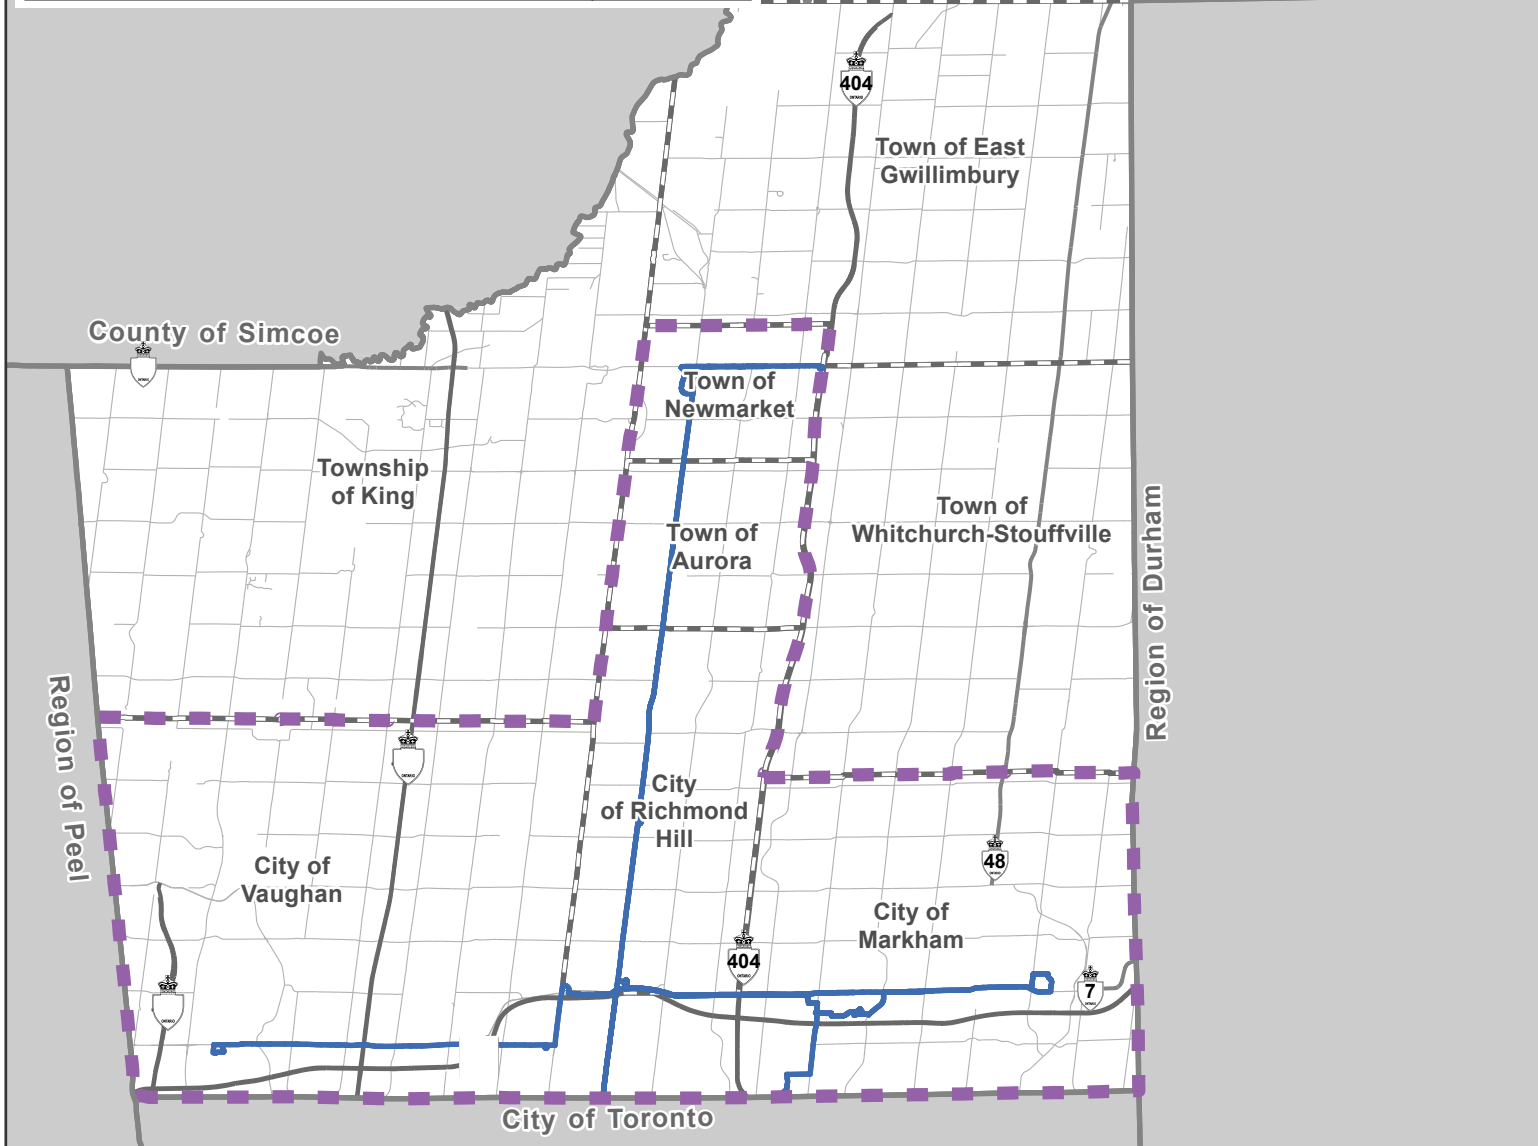 404
Town of East
Gwillimbury
County of Simcoe
Town of
Newmarket
Township
of King
Town of
Whitchurch-Stouffville
Town of
Aurora
Region of Durham
Region of Peel
City
of Richmond
Hill
City of
Vaughan
48
City of
Markham
404
7
City of Toronto